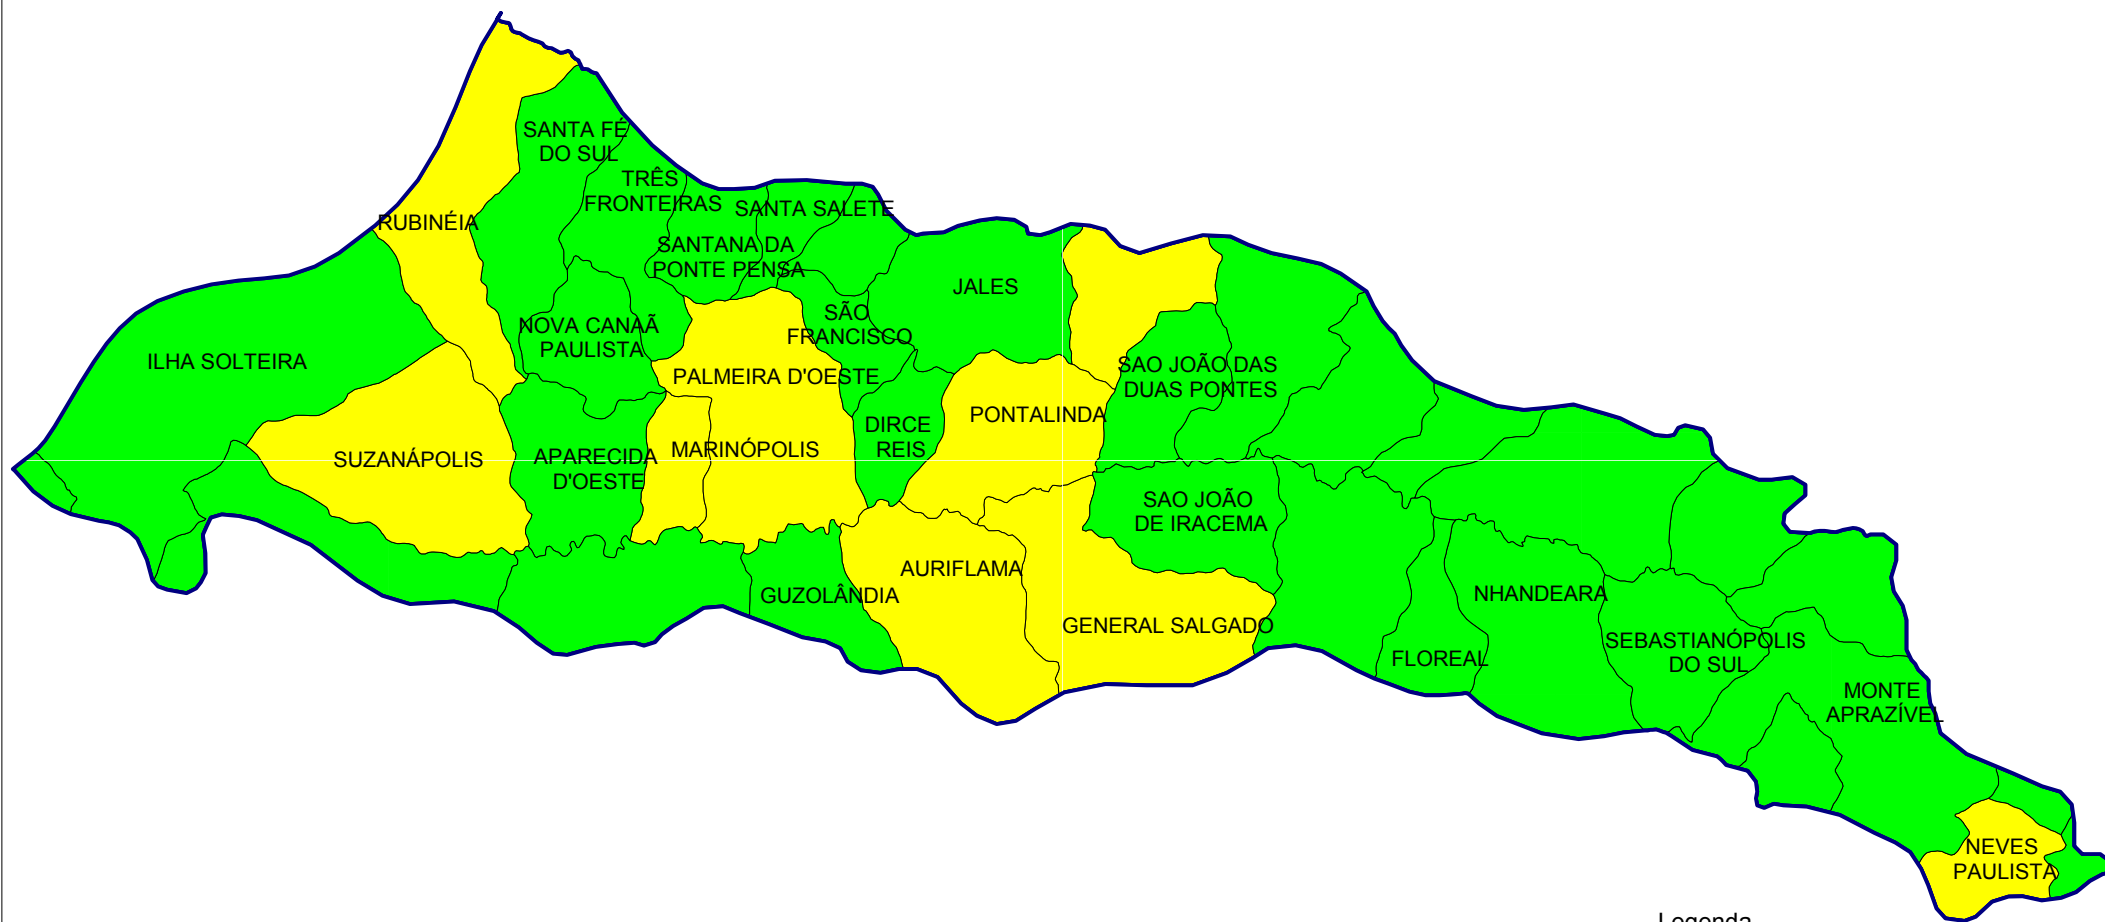 SANTA FÉ
DO SUL
TRÊS
FRONTEIRAS
SANTA SALETE
RUBINÉIA
SANTANA DA
PONTE PENSA
JALES
SÃO
FRANCISCO
NOVA CANAÃ
PAULISTA
ILHA SOLTEIRA
PALMEIRA D'OESTE
SAO JOÃO DAS
DUAS PONTES
PONTALINDA
DIRCE
REIS
MARINÓPOLIS
SUZANÁPOLIS
APARECIDA
D'OESTE
SAO JOÃO
DE IRACEMA
AURIFLAMA
GUZOLÂNDIA
NHANDEARA
GENERAL SALGADO
SEBASTIANÓPOLIS
DO SUL
FLOREAL
MONTE
APRAZÍVEL
NEVES
PAULISTA
Legenda